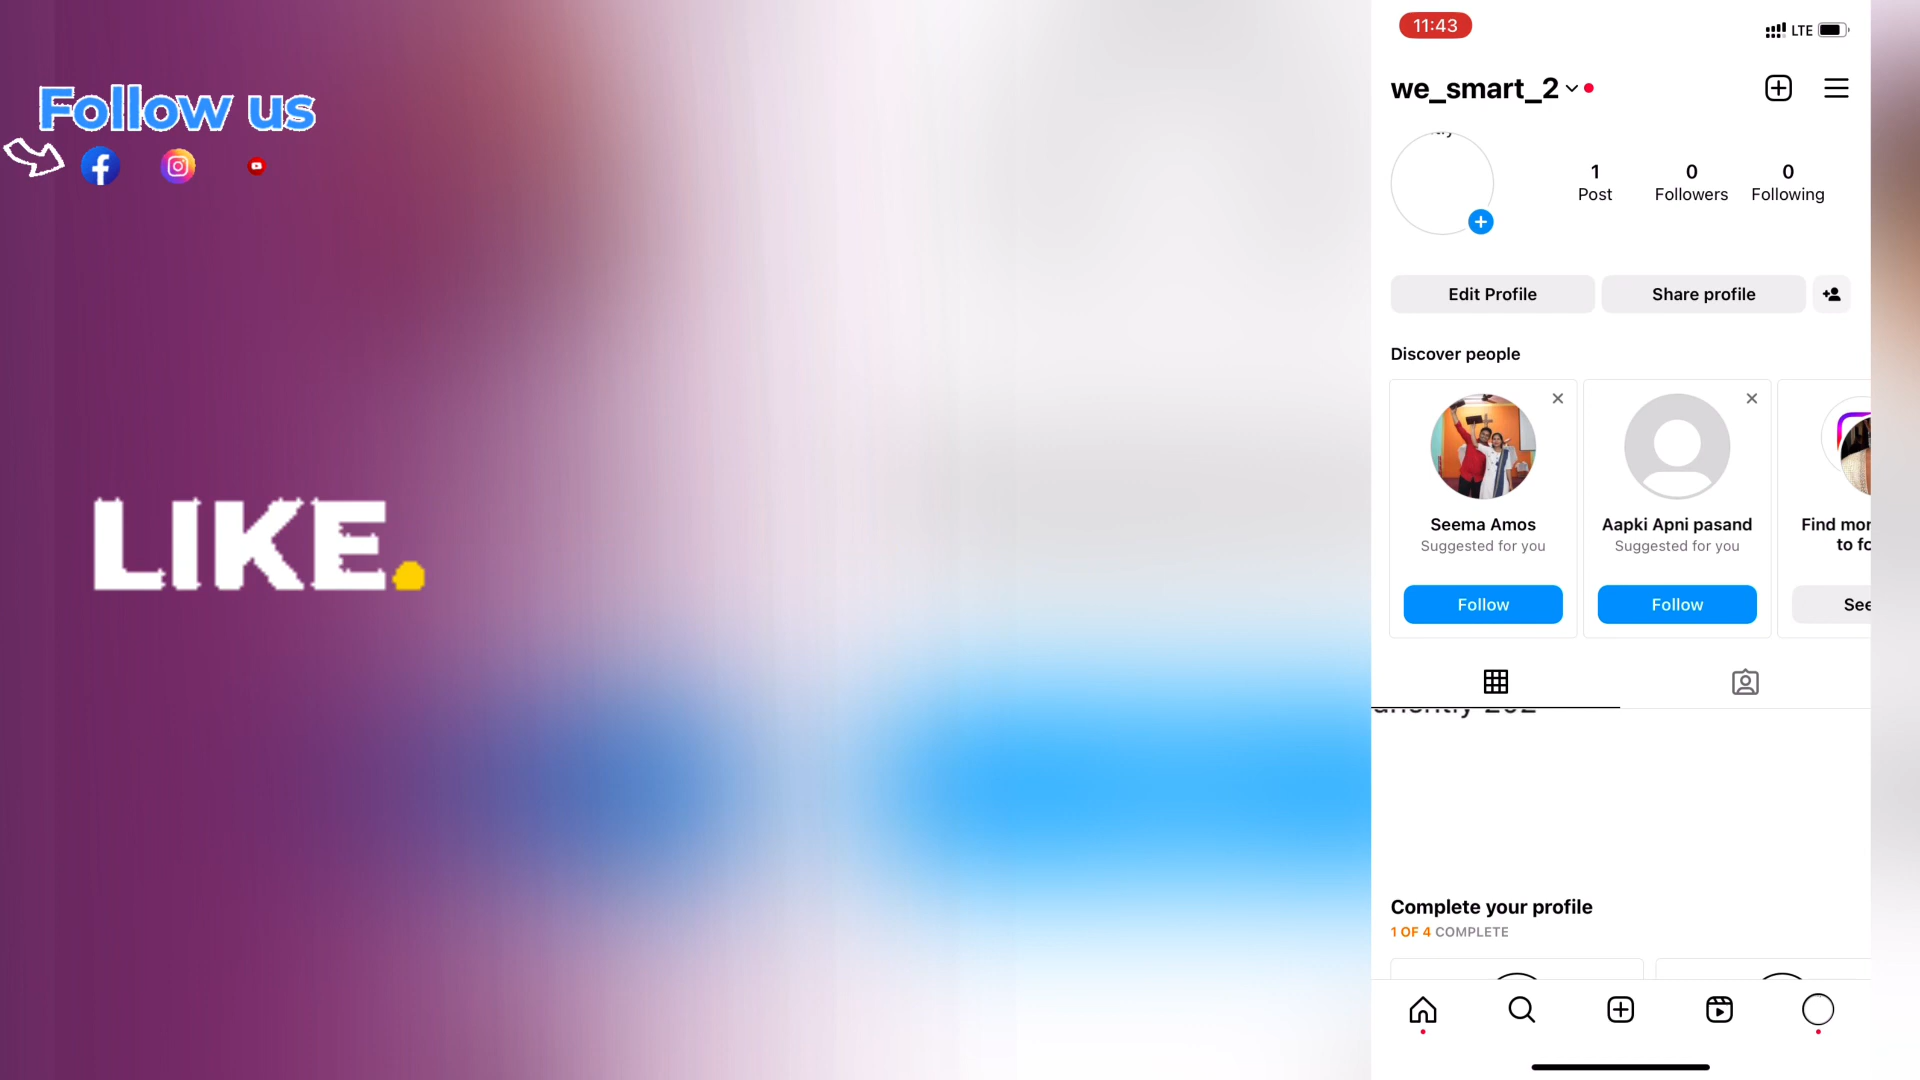 Follow us
LIKE.
11:43
LTE
we_smart_2
1
Post
0
Followers
0
Following
Edit Profile
Share profile
Discover people
Seema Amos
Suggested for you
Follow
Aapki Apni pasand
Suggested for you
Follow
Complete your profile
1 OF 4 COMPLETE